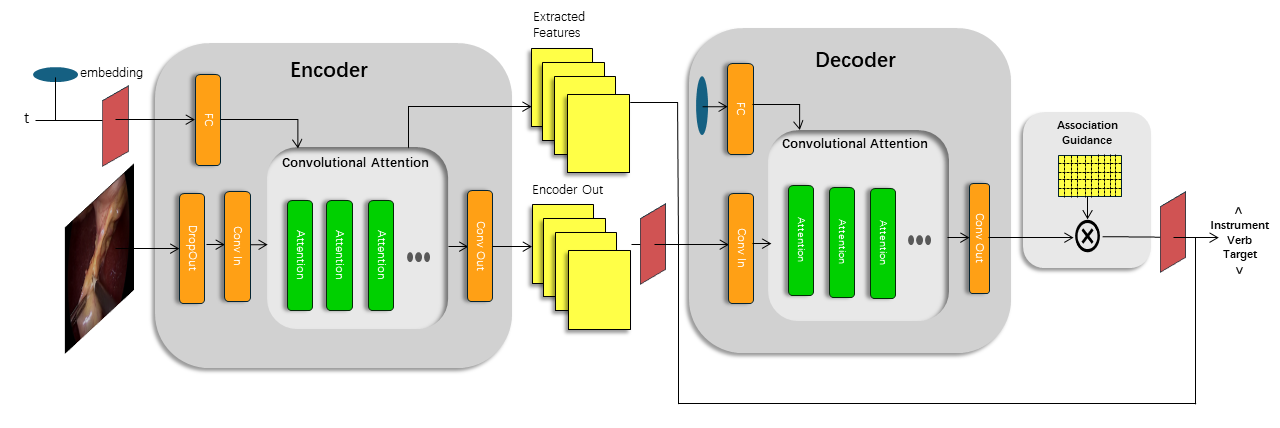 Extracted
Features
Encoder
Decoder
embedding
t
FC
FC
Association
Guidance
Convolutional Attention
Convolutional Attention
Encoder Out
DropOut
Conv In
Attention
Attention
Attention
Conv Out
Conv In
Attention
Attention
Attention
Conv Out
<
Instrument
Verb
Target
>